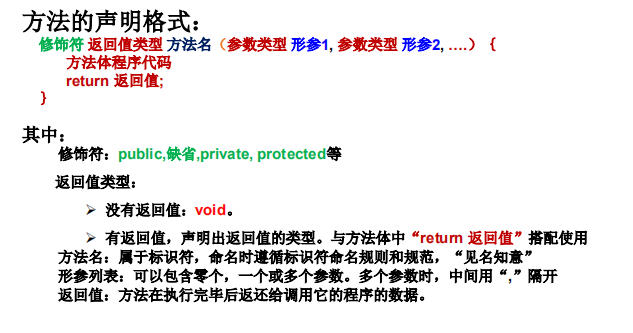 方法的声明格式：
修饰符 返回值类型 方法名（参数类型 形参1, 参数类型 形参2, ….） {
方法体程序代码
return 返回值;
}
其中：
修饰符：public,缺省,private, protected等
返回值类型：
➢ 没有返回值：void。
➢ 有返回值，声明出返回值的类型。与方法体中“return 返回值”搭配使用
方法名：属于标识符，命名时遵循标识符命名规则和规范，“见名知意”
形参列表：可以包含零个，一个或多个参数。多个参数时，中间用“,”隔开
返回值：方法在执行完毕后返还给调用它的程序的数据。